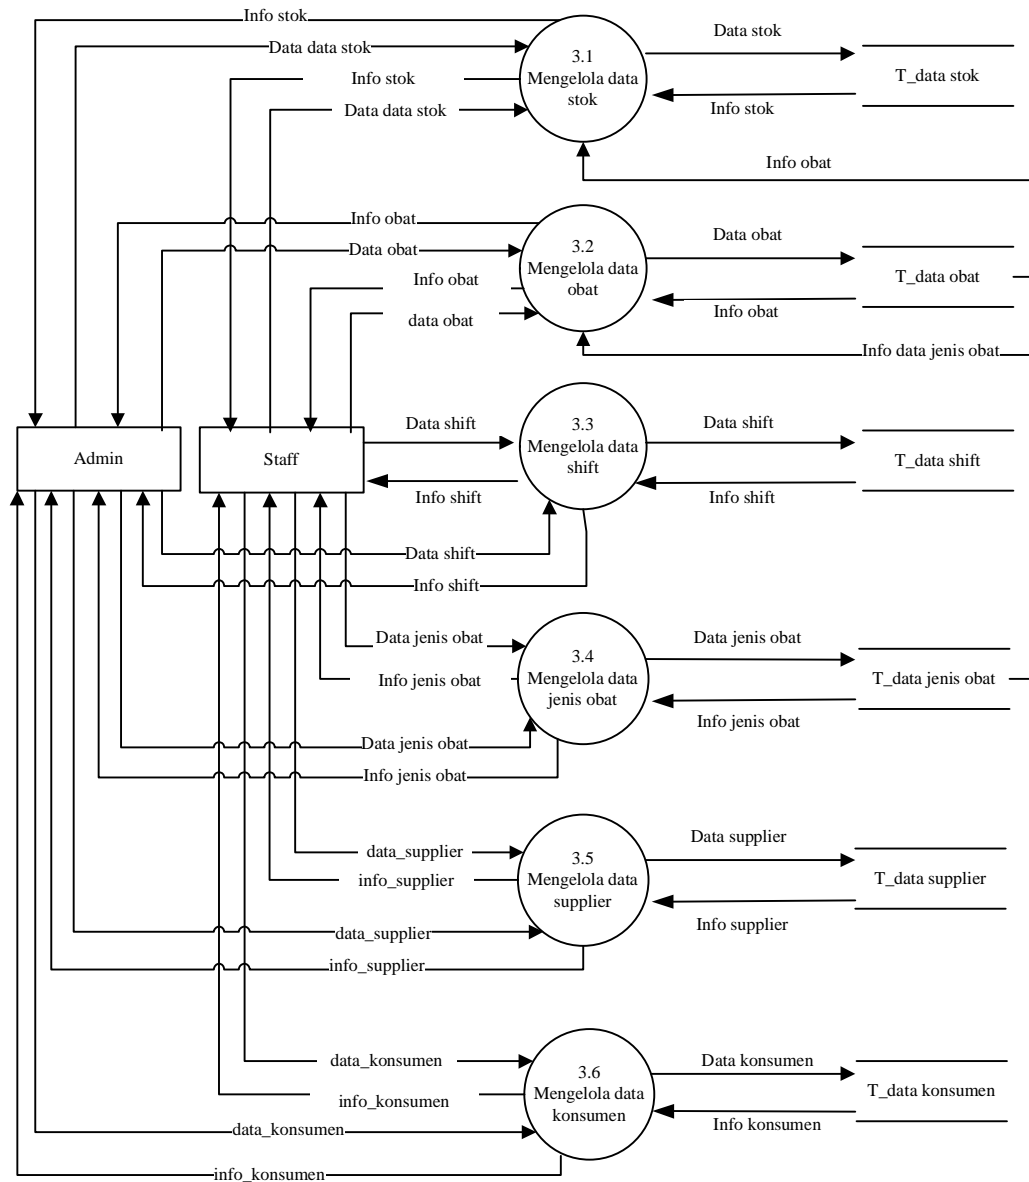 Info stok
Data data stok
Info stok
Data data stok
3.1
Mengelola data
stok
Data stok
Info stok
T_data stok
Info obat
Info obat
Data obat
Info obat
data obat
3.2
Mengelola data
obat
Data obat
Info obat
T_data obat
Info data jenis obat
Admin
Staff
Data shift
Info shift
3.3
Mengelola data
shift
Data shift
Info shift
T_data shift
Data shift
Info shift
Data jenis obat
Info jenis obat
3.4
Mengelola data
jenis obat
Data jenis obat
Info jenis obat
T_data jenis obat
Data jenis obat
Info jenis obat
data_supplier
info_supplier
3.5
Mengelola data
supplier
Data supplier
Info supplier
T_data supplier
data_supplier
info_supplier
data_konsumen
info_konsumen
3.6
Mengelola data
konsumen
Data konsumen
Info konsumen
T_data konsumen
data_konsumen
info_konsumen